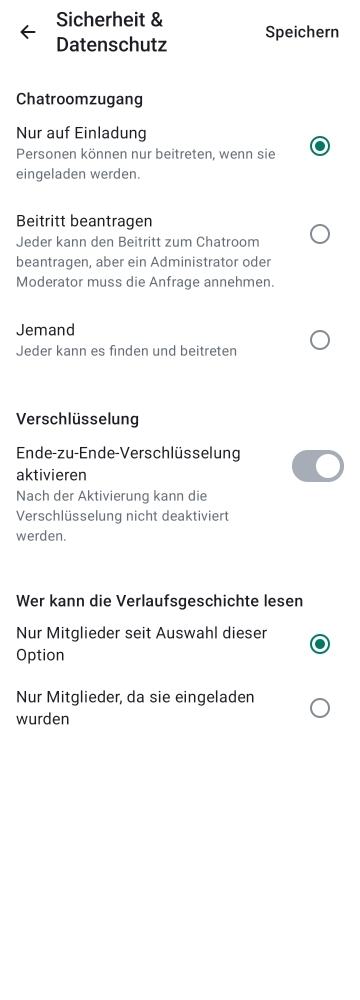 Sicherheit &
Datenschutz
Speichern
Chatroomzugang
Nur auf Einladung
Personen können nur beitreten, wenn sie
eingeladen werden.
Beitritt beantragen
Jeder kann den Beitritt zum Chatroom
beantragen, aber ein Administrator oder
Moderator muss die Anfrage annehmen.
Jemand
Jeder kann es finden und beitreten
Verschlüsselung
Ende-zu-Ende-Verschlüsselung
aktivieren
Nach der Aktivierung kann die
Verschlüsselung nicht deaktiviert
werden.
Wer kann die Verlaufsgeschichte lesen
Nur Mitglieder seit Auswahl dieser
Option
Nur Mitglieder, da sie eingeladen
wurden